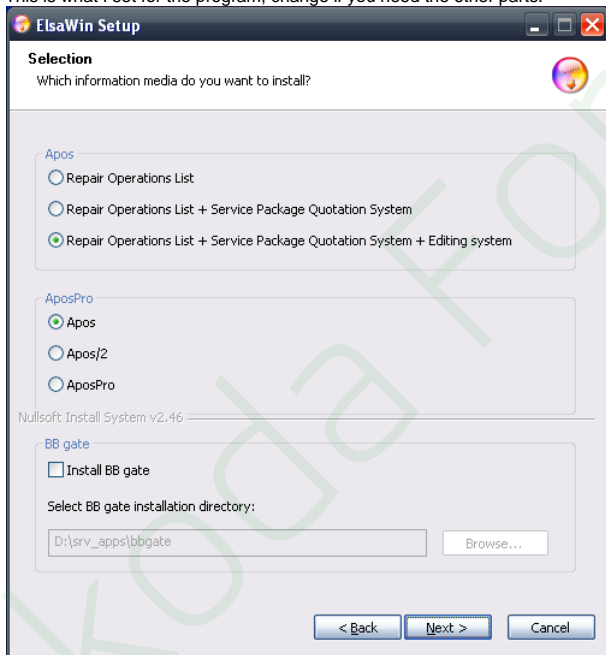 This is what I set for the program, change if you need the other parts.
ElsaWin Setup
Selection
Which information media do you want to install?
Apos
Repair Operations List
Repair Operations List + Service Package Quotation System
Repair Operations List + Service Package Quotation System + Editing system
AposPro
Apos
Apos/2
AposPro
Nullsoft Install System v2.46
BB gate
Install BB gate
Select BB gate installation directory:
D:\srv_apps\bbgate
Browse...
< Back
Next >
Cancel